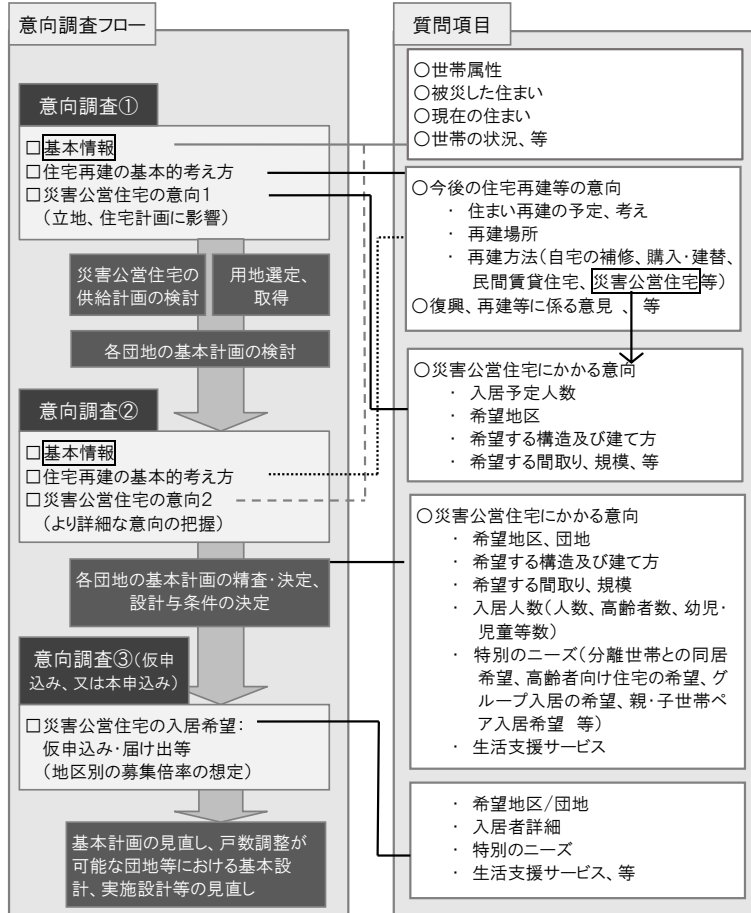 意向調査フロー
意向調査①
□基本情報
□住宅再建の基本的考え方
□災害公営住宅の意向1
(立地、住宅計画に影響)
災害公営住宅の
供給計画の検討
用地選定、
取得
各団地の基本計画の検討
意向調査②
□基本情報
□住宅再建の基本的考え方
□災害公営住宅の意向2
(より詳細な意向の把握)
各団地の基本計画の精査・決定、
設計与条件の決定
意向調査③(仮申
込み、又は本申込み)
□災害公営住宅の入居希望:
仮申込み・届け出等
(地区別の募集倍率の想定)
基本計画の見直し、戸数調整が
可能な団地等における基本設
計、実施設計等の見直し
質問項目
○世帯属性
○被災した住まい
○現在の住まい
○世帯の状況、等
○今後の住宅再建等の意向
・ 住まい再建の予定、考え
・ 再建場所
・ 再建方法(自宅の補修、購入・建替、
民間賃貸住宅、災害公営住宅等)
○復興、再建等に係る意見 、等
○災害公営住宅にかかる意向
・ 入居予定人数
・ 希望地区
・ 希望する構造及び建て方
・ 希望する間取り、規模、等
○災害公営住宅にかかる意向
・ 希望地区、団地
・ 希望する構造及び建て方
・ 希望する間取り、規模
・ 入居人数(人数、高齢者数、幼児・
児童等数)
・ 特別のニーズ(分離世帯との同居
希望、高齢者向け住宅の希望、グ
ループ入居の希望、親・子世帯ペ
ア入居希望 等)
・ 生活支援サービス
・ 希望地区/団地
・ 入居者詳細
・ 特別のニーズ
・ 生活支援サービス、等